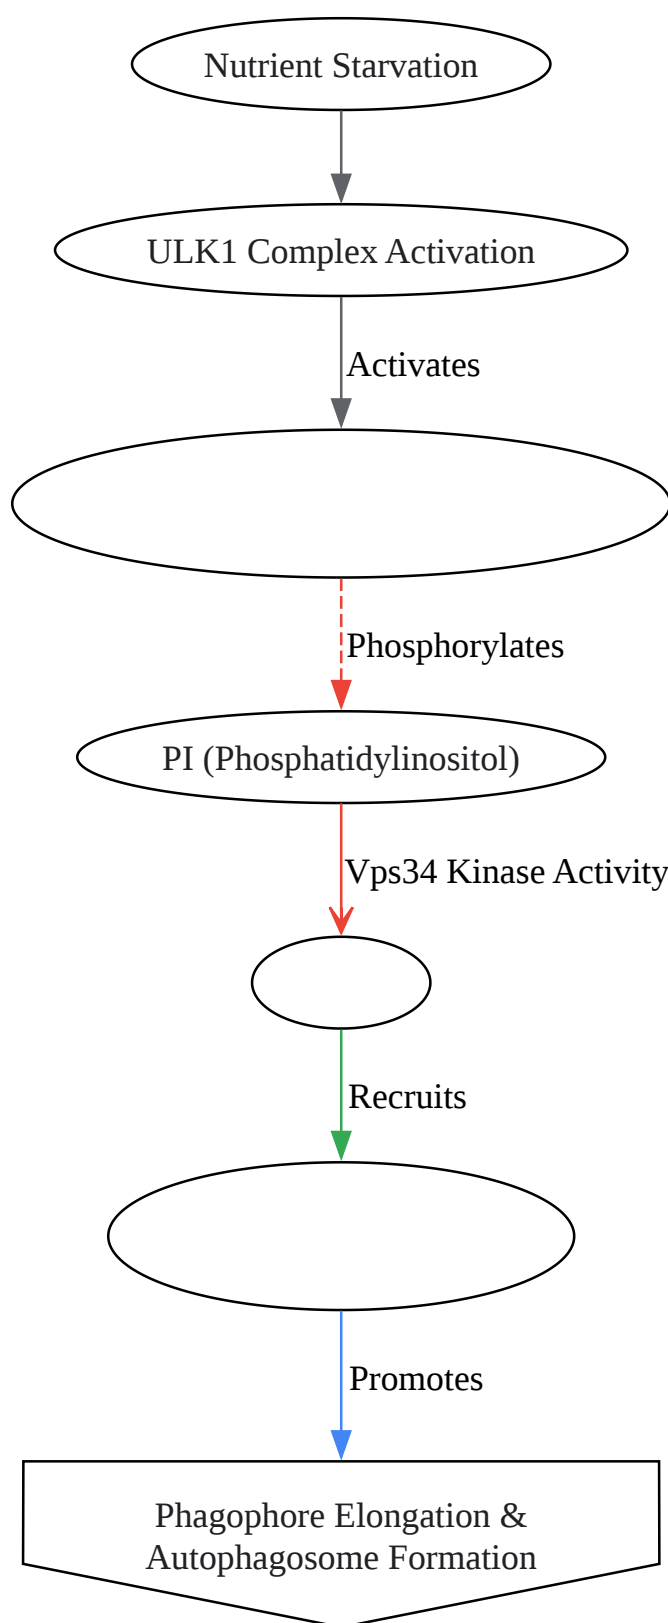 Nutrient Starvation
ULK1 Complex Activation
Activates
Phosphorylates
PI (Phosphatidylinositol)
Vps34 Kinase Activity
Recruits
Promotes
Phagophore Elongation &
Autophagosome Formation